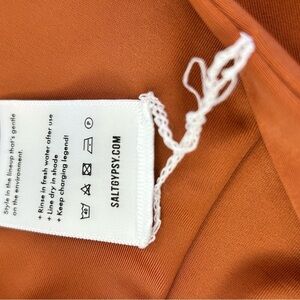 Style in the lineup that's gentle
on the environment.
+ Rinse in fresh water after use
+ Line dry in shade
+ Keep charging legend!
SALTGYPSY.COM